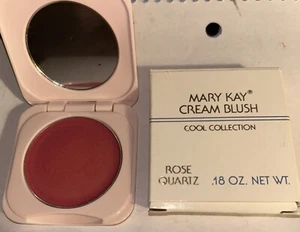 MARY KAY®
CREAM BLUSH
COOL COLLECTION
ROSE
QUARTZ .18 OZ. NET WT.